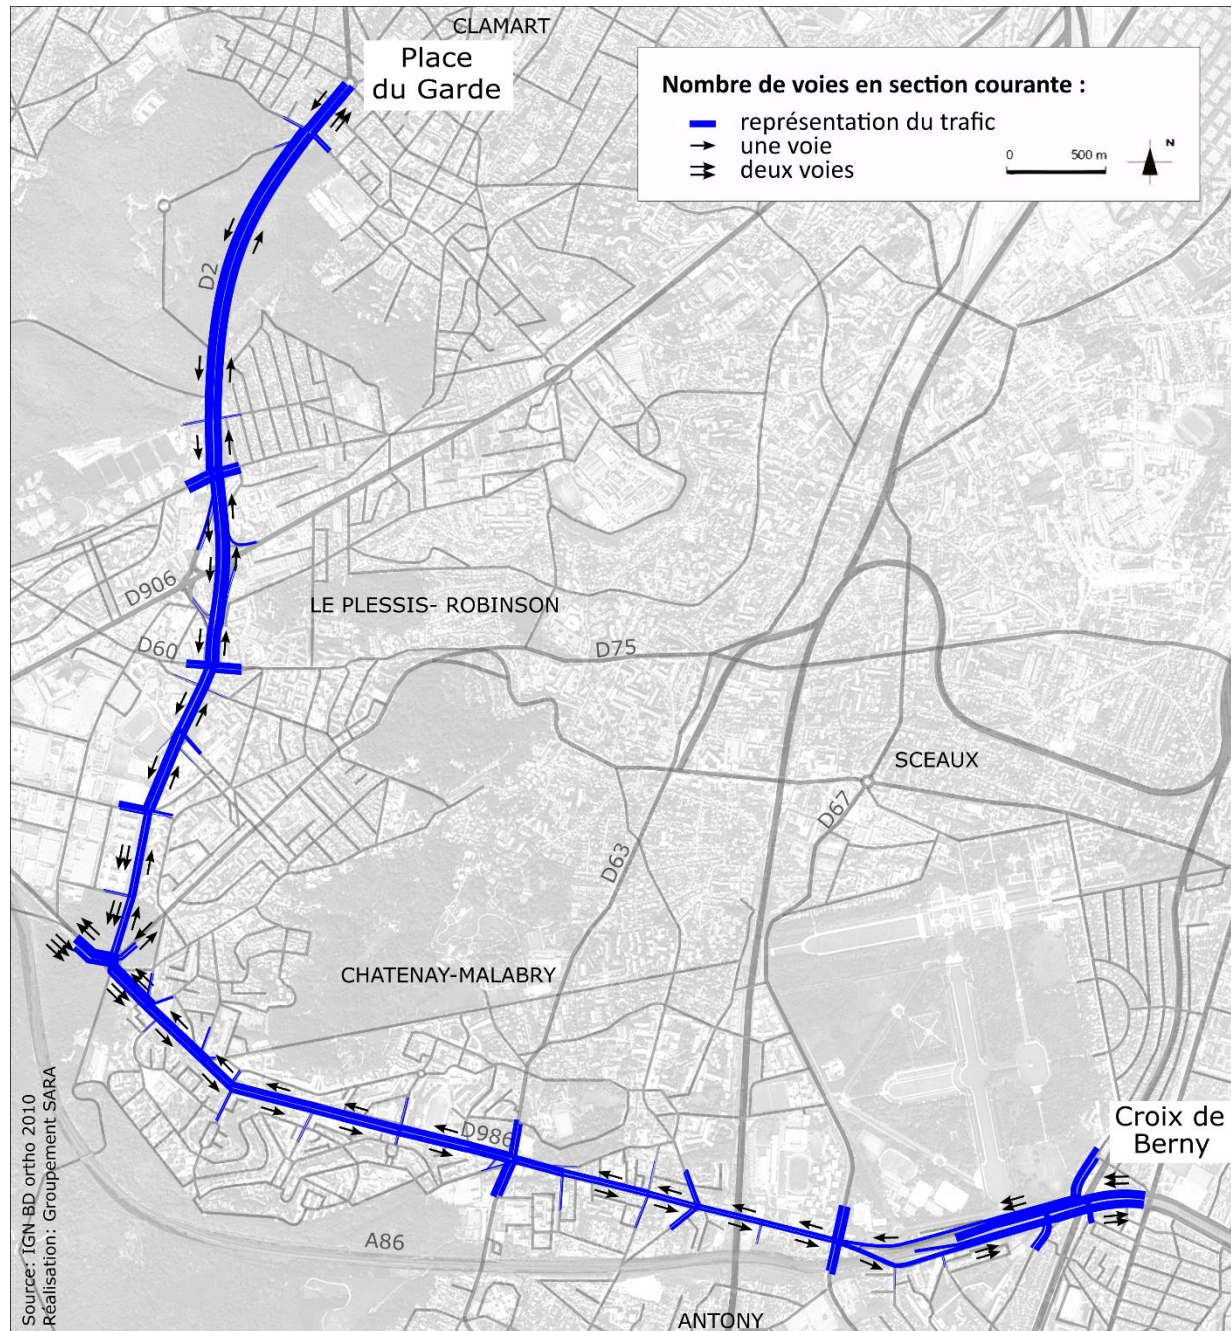 CLAMART
Place
du Garde
Nombre de voies en section courante :
représentation du trafic
une voie
deux voies
0 500 m
N
D2
D906
LE PLESSIS- ROBINSON
D60
D75
SCEAUX
D67
D63
CHATENAY-MALABRY
D986
Croix de
Berny
A86
ANTONY
Source: IGN-BD ortho 2010
Réalisation: Groupement SARA